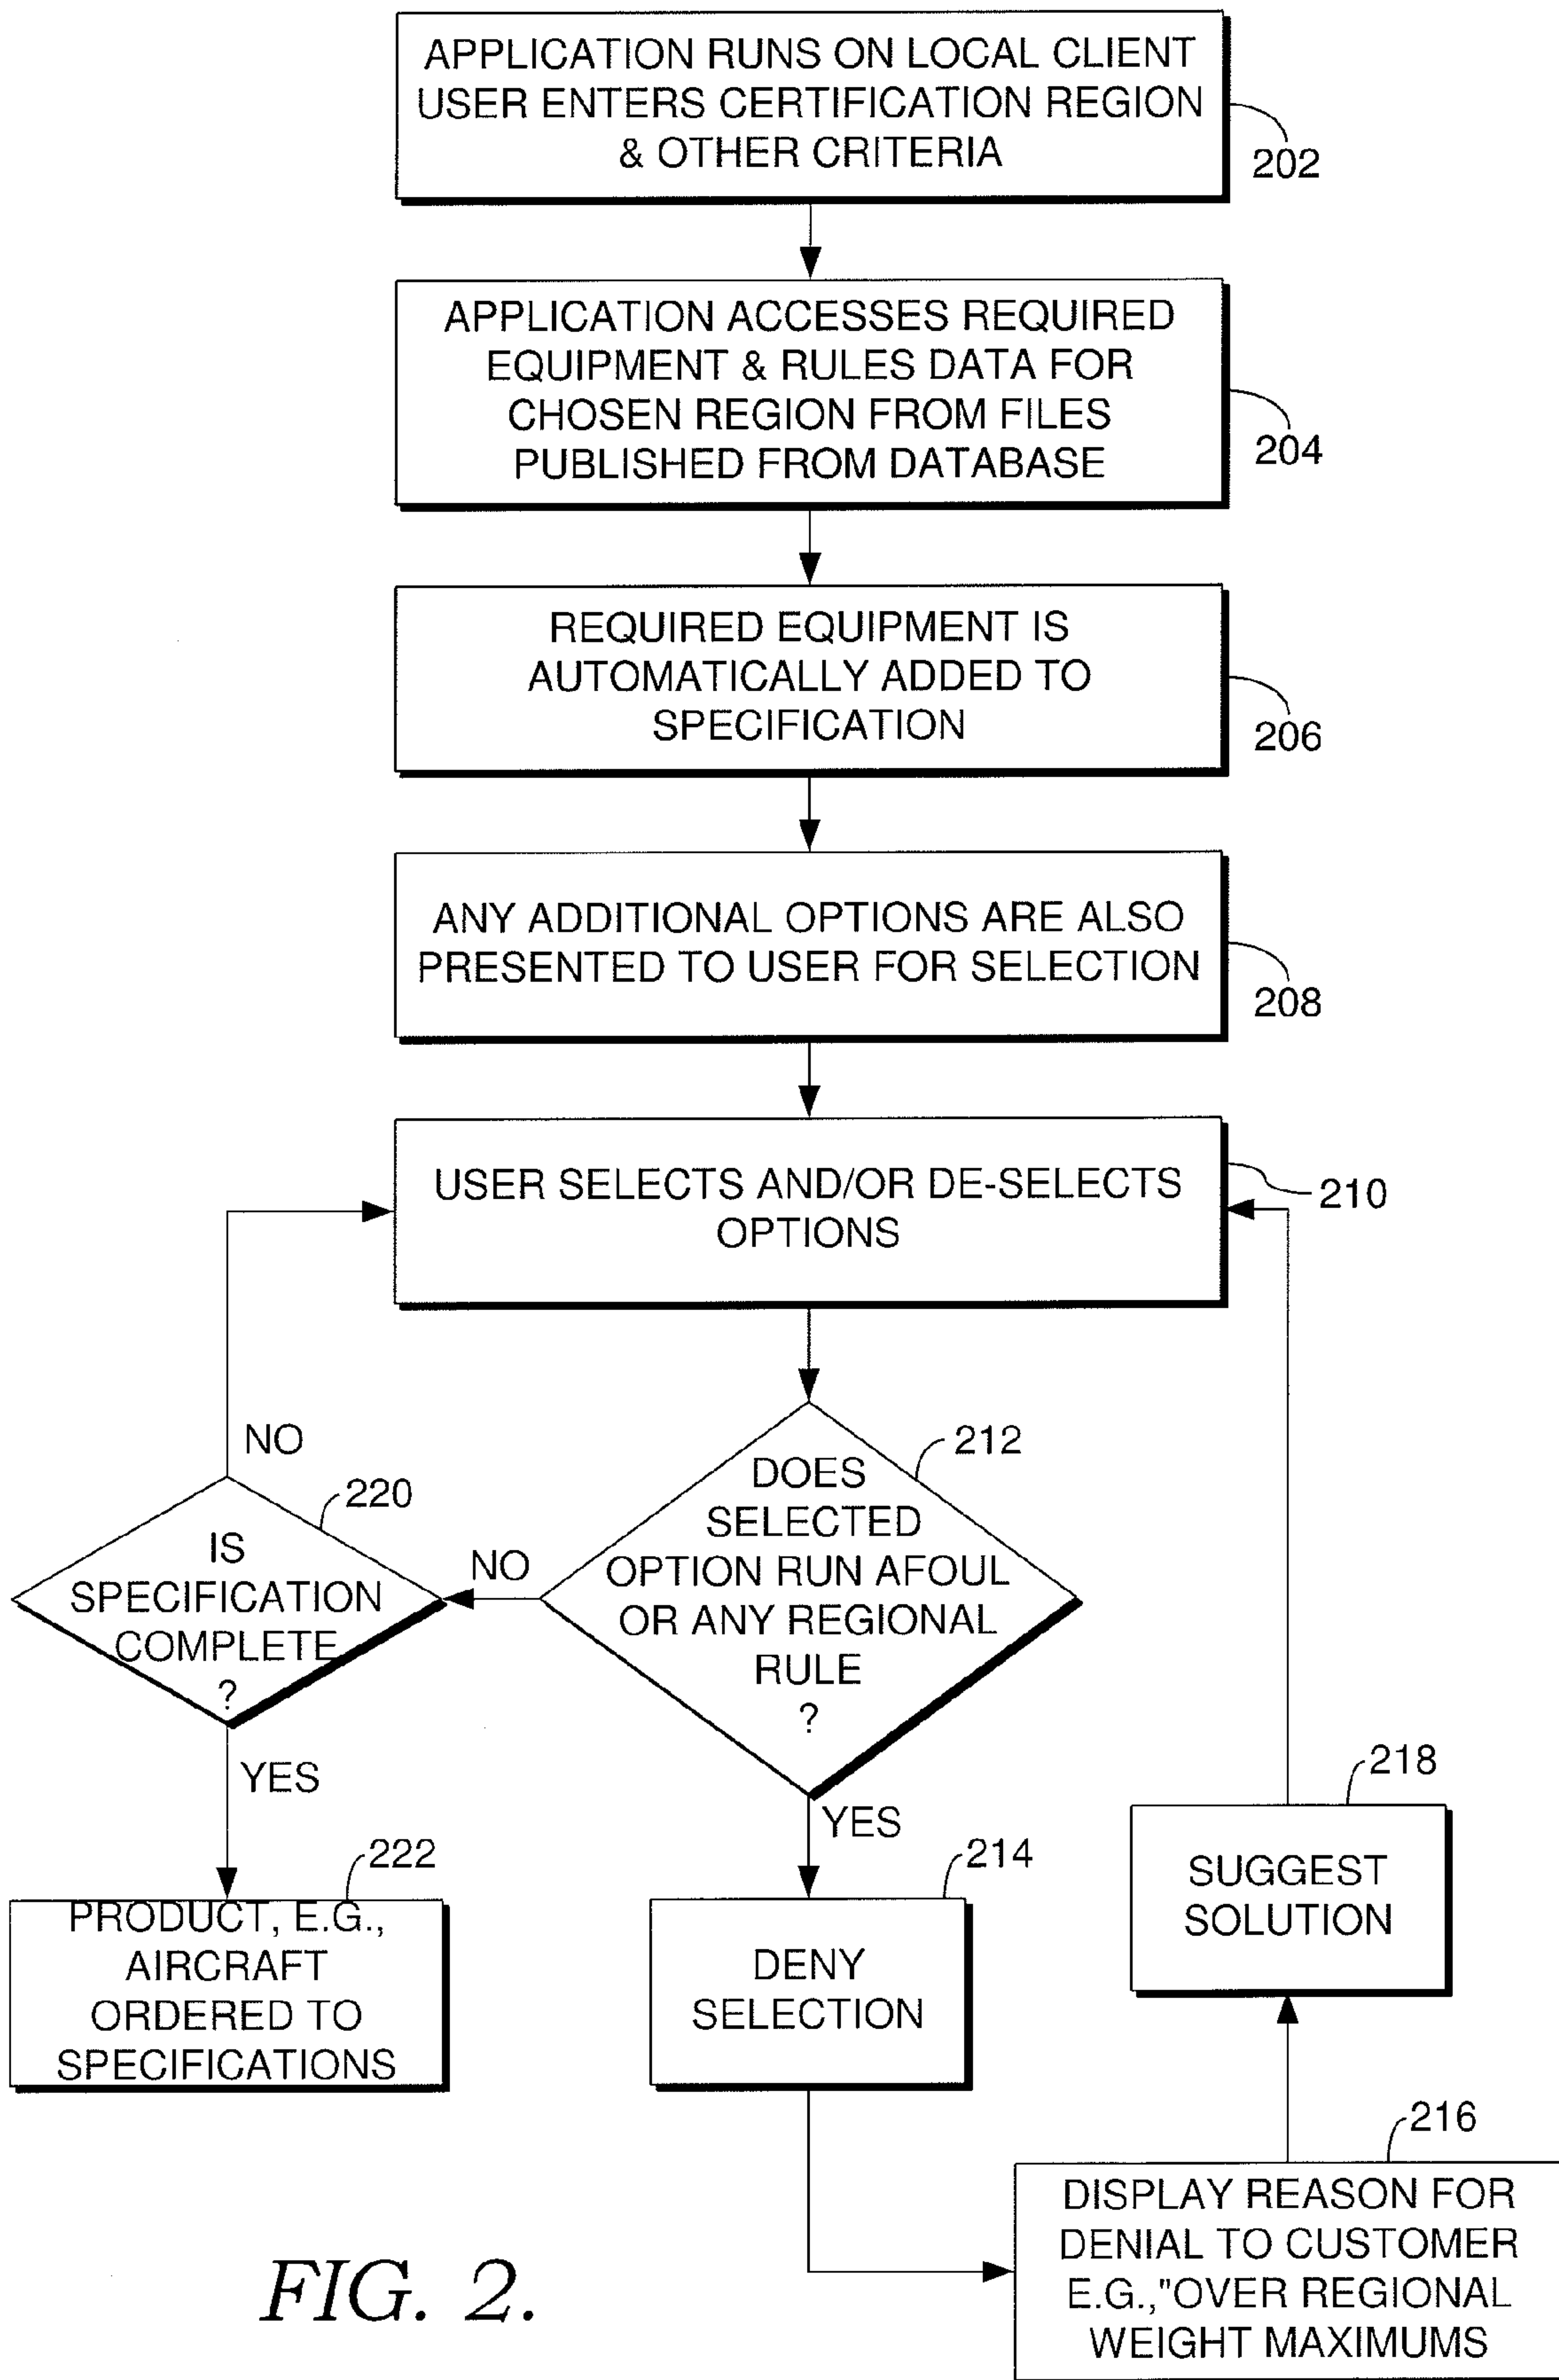 APPLICATION RUNS ON LOCAL CLIENT
USER ENTERS CERTIFICATION REGION
& OTHER CRITERIA
202
APPLICATION ACCESSES REQUIRED
EQUIPMENT & RULES DATA FOR
CHOSEN REGION FROM FILES
PUBLISHED FROM DATABASE
204
REQUIRED EQUIPMENT IS
AUTOMATICALLY ADDED TO
SPECIFICATION
206
ANY ADDITIONAL OPTIONS ARE ALSO
PRESENTED TO USER FOR SELECTION
208
USER SELECTS AND/OR DE-SELECTS
OPTIONS
210
DOES
SELECTED
OPTION RUN AFOUL
OR ANY REGIONAL
RULE
?
212
NO
YES
IS
SPECIFICATION
COMPLETE
?
220
NO
YES
PRODUCT, E.G.,
AIRCRAFT
ORDERED TO
SPECIFICATIONS
222
DENY
SELECTION
214
SUGGEST
SOLUTION
218
DISPLAY REASON FOR
DENIAL TO CUSTOMER
E.G.,"OVER REGIONAL
WEIGHT MAXIMUMS
216
FIG. 2.